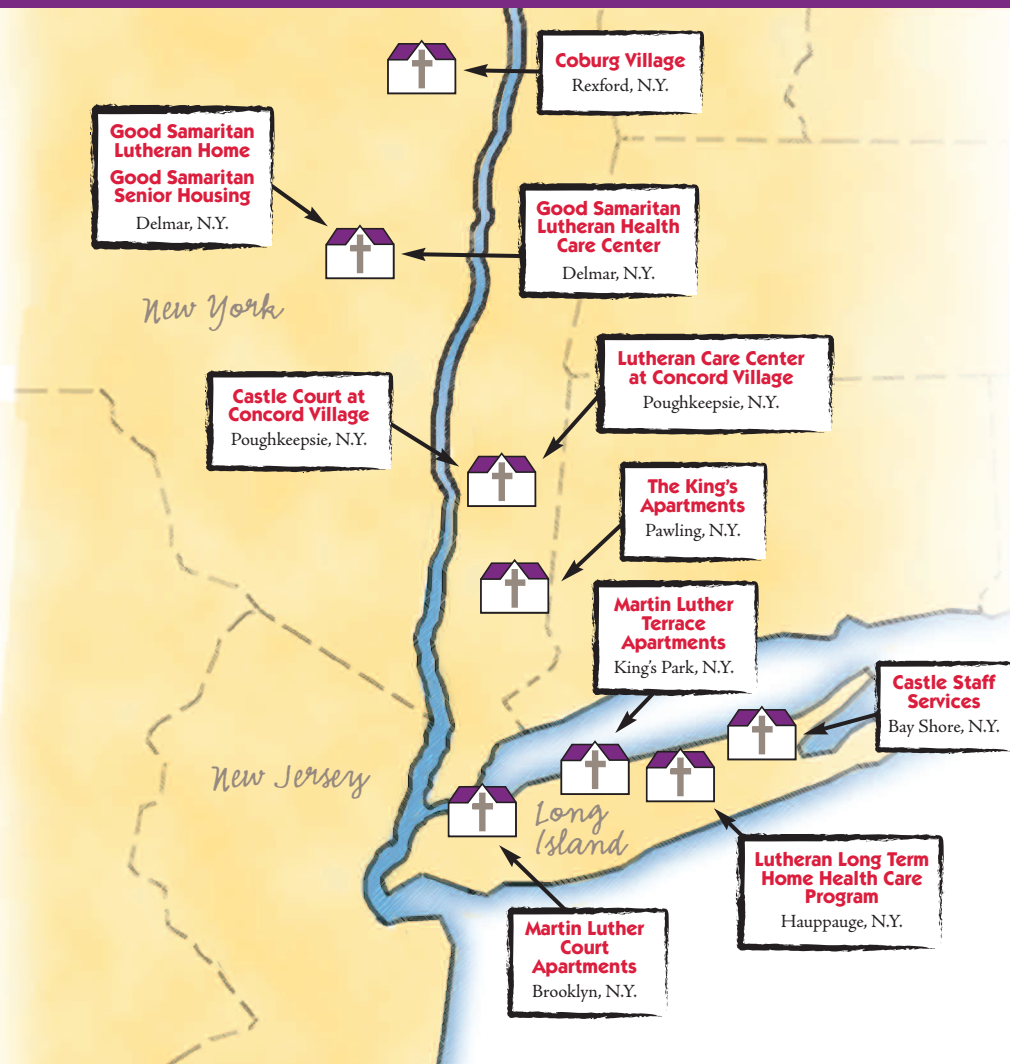 Coburg Village
Rexford, N.Y.
Good Samaritan
Lutheran Home
Good Samaritan
Senior Housing
Delmar, N.Y.
Good Samaritan
Lutheran Health
Care Center
Delmar, N.Y.
New York
Lutheran Care Center
at Concord Village
Poughkeepsie, N.Y.
Castle Court at
Concord Village
Poughkeepsie, N.Y.
The King's
Apartments
Pawling, N.Y.
Martin Luther
Terrace
Apartments
King's Park, N.Y.
Castle Staff
Services
Bay Shore, N.Y.
New Jersey
Long
Island
Lutheran Long Term
Home Health Care
Program
Hauppauge, N.Y.
Martin Luther
Court
Apartments
Brooklyn, N.Y.